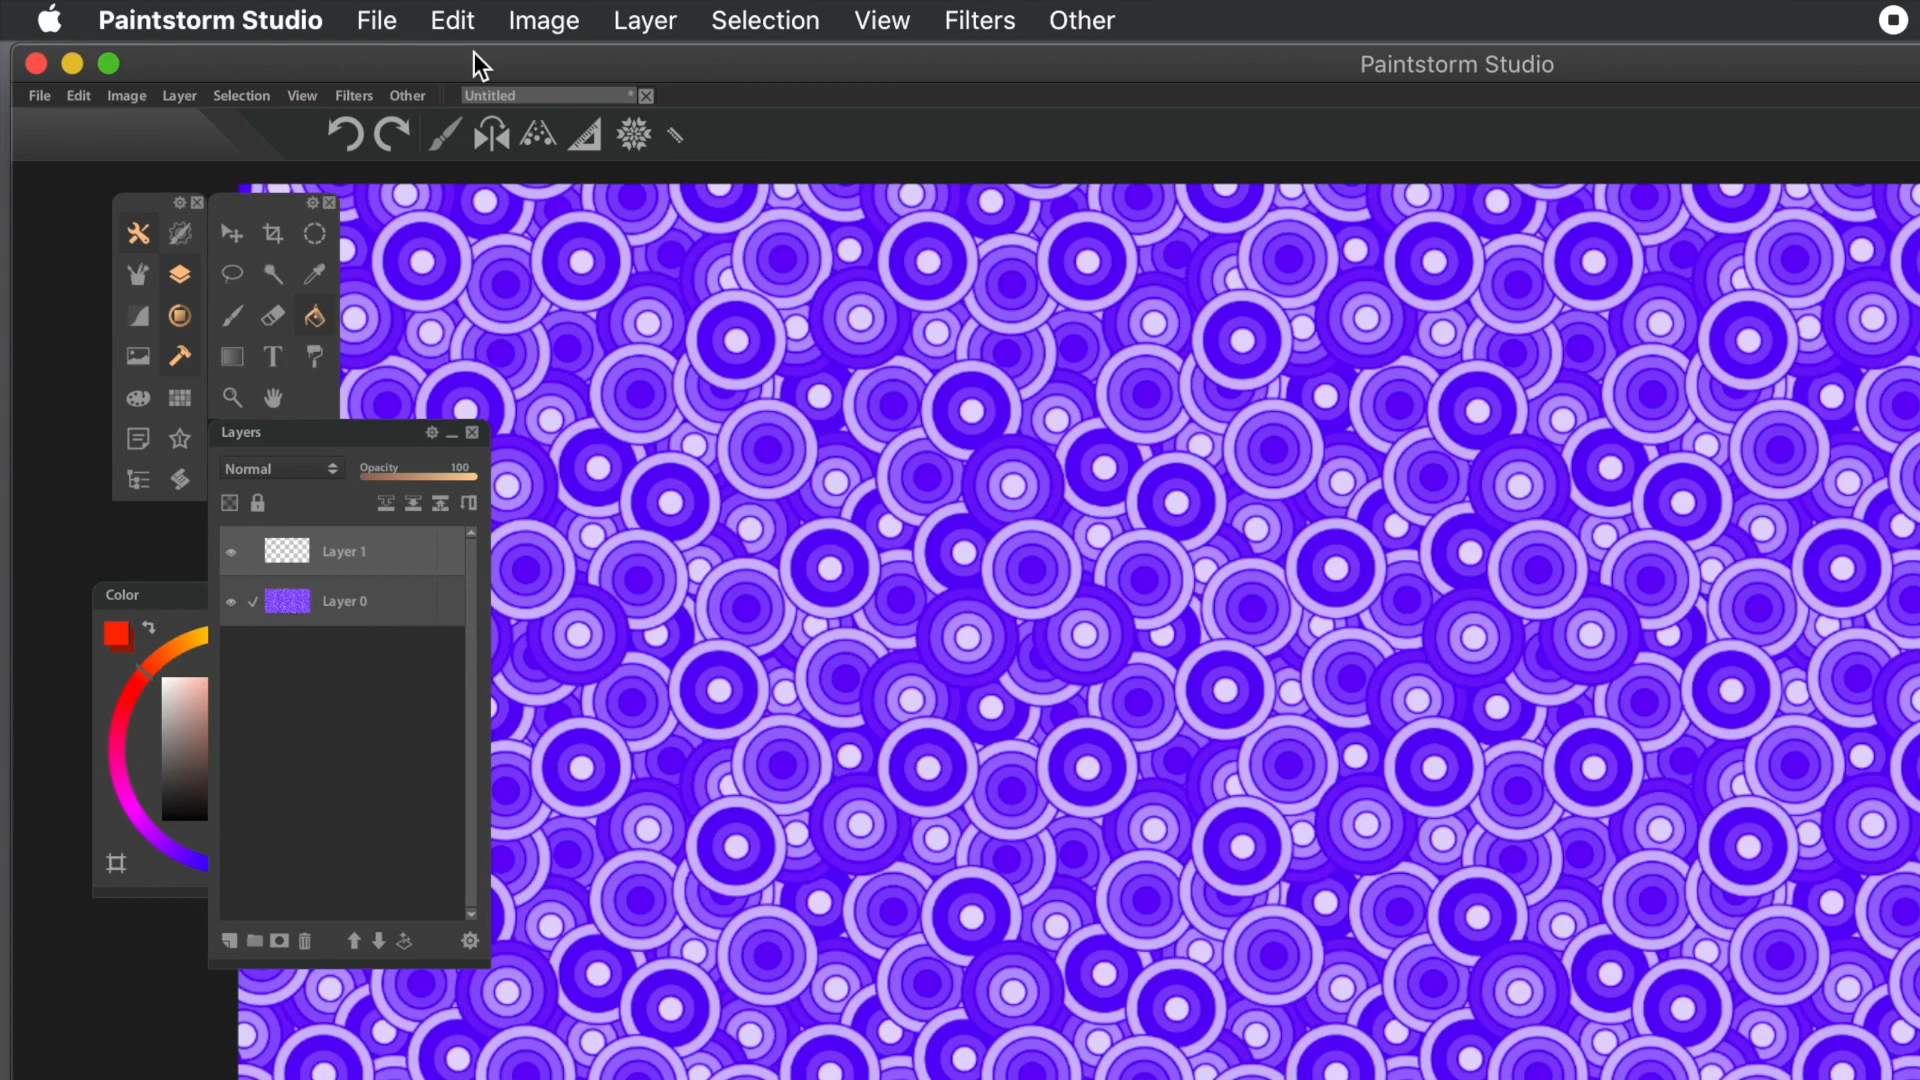 Paintstorm Studio File Edit Image Layer Selection View Filters Other
Paintstorm Studio
File Edit Image Layer Selection View Filters Other Untitled *
Layers
Normal Opacity 100
Layer 1
Layer 0
Color